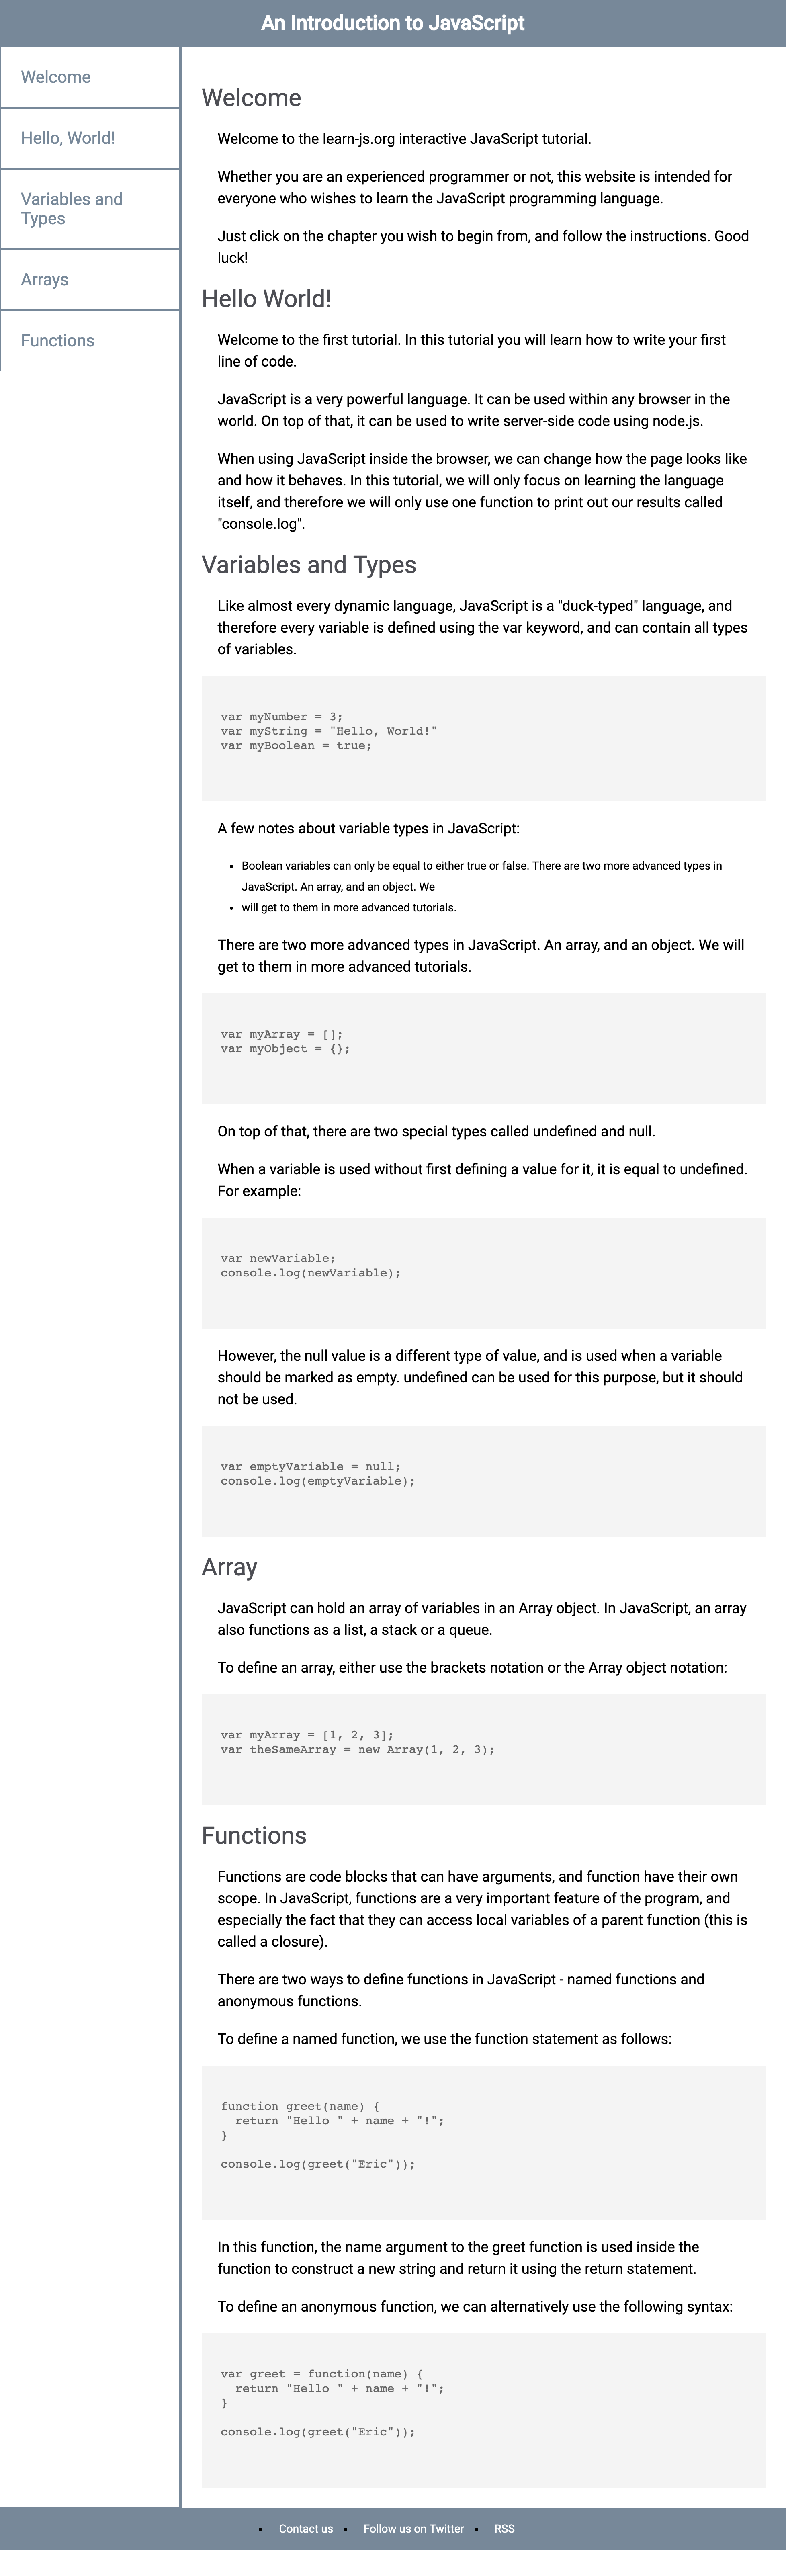 An Introduction to JavaScript
Welcome
Hello, World!
Variables and
Types
Arrays
Functions
Welcome
Welcome to the learn-js.org interactive JavaScript tutorial.
Whether you are an experienced programmer or not, this website is intended for
everyone who wishes to learn the JavaScript programming language.
Just click on the chapter you wish to begin from, and follow the instructions. Good
luck!
Hello World!
Welcome to the first tutorial. In this tutorial you will learn how to write your first
line of code.
JavaScript is a very powerful language. It can be used within any browser in the
world. On top of that, it can be used to write server-side code using node.js.
When using JavaScript inside the browser, we can change how the page looks like
and how it behaves. In this tutorial, we will only focus on learning the language
itself, and therefore we will only use one function to print out our results called
"console.log".
Variables and Types
Like almost every dynamic language, JavaScript is a "duck-typed" language, and
therefore every variable is defined using the var keyword, and can contain all types
of variables.
var myNumber = 3;
var myString = "Hello, World!"
var myBoolean = true;
A few notes about variable types in JavaScript:
• Boolean variables can only be equal to either true or false. There are two more advanced types in
JavaScript. An array, and an object. We
• will get to them in more advanced tutorials.
There are two more advanced types in JavaScript. An array, and an object. We will
get to them in more advanced tutorials.
var myArray = [];
var myObject = {};
On top of that, there are two special types called undefined and null.
When a variable is used without first defining a value for it, it is equal to undefined.
For example:
var newVariable;
console.log(newVariable);
However, the null value is a different type of value, and is used when a variable
should be marked as empty. undefined can be used for this purpose, but it should
not be used.
var emptyVariable = null;
console.log(emptyVariable);
Array
JavaScript can hold an array of variables in an Array object. In JavaScript, an array
also functions as a list, a stack or a queue.
To define an array, either use the brackets notation or the Array object notation:
var myArray = [1, 2, 3];
var theSameArray = new Array(1, 2, 3);
Functions
Functions are code blocks that can have arguments, and function have their own
scope. In JavaScript, functions are a very important feature of the program, and
especially the fact that they can access local variables of a parent function (this is
called a closure).
There are two ways to define functions in JavaScript - named functions and
anonymous functions.
To define a named function, we use the function statement as follows:
function greet(name) {
  return "Hello " + name + "!";
}
console.log(greet("Eric"));
In this function, the name argument to the greet function is used inside the
function to construct a new string and return it using the return statement.
To define an anonymous function, we can alternatively use the following syntax:
var greet = function(name) {
  return "Hello " + name + "!";
}
console.log(greet("Eric"));
• Contact us • Follow us on Twitter • RSS